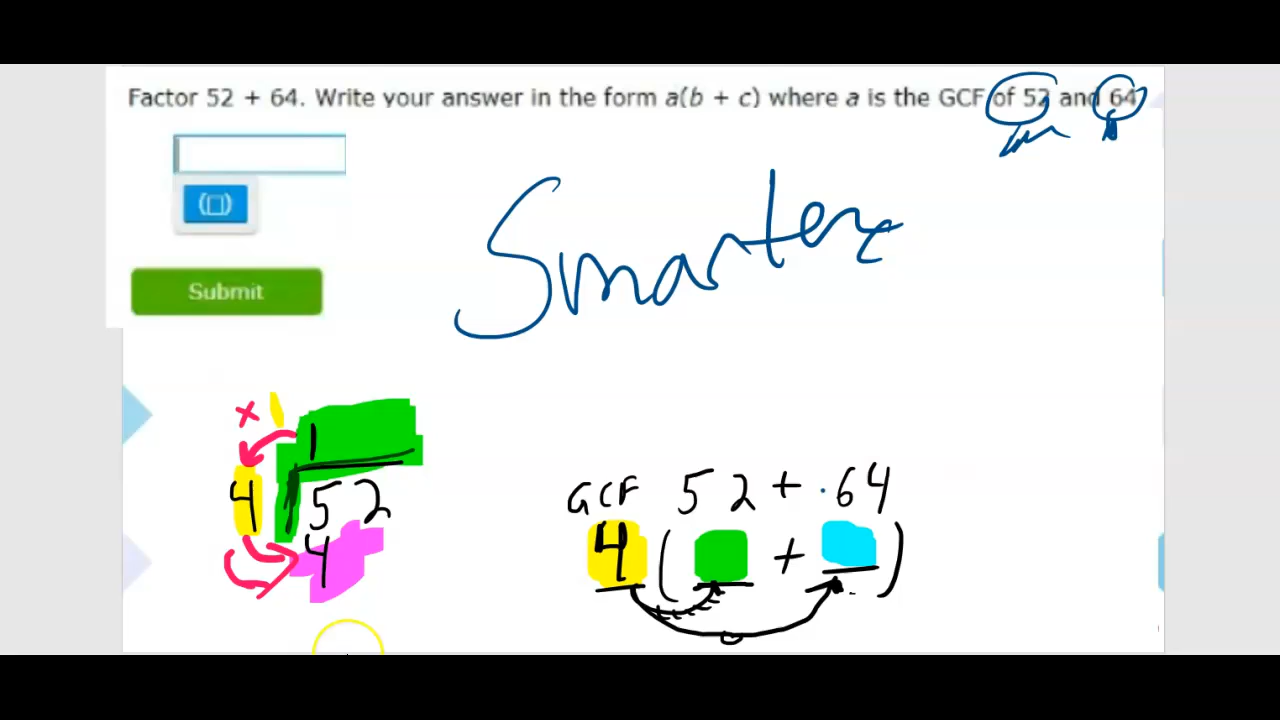 Factor 52 + 64. Write your answer in the form a(b + c) where a is the GCF of 52 and 64
(□)
Submit
Smarter
×
1
4 52
4
GCF 52 + 64
4 ( + )